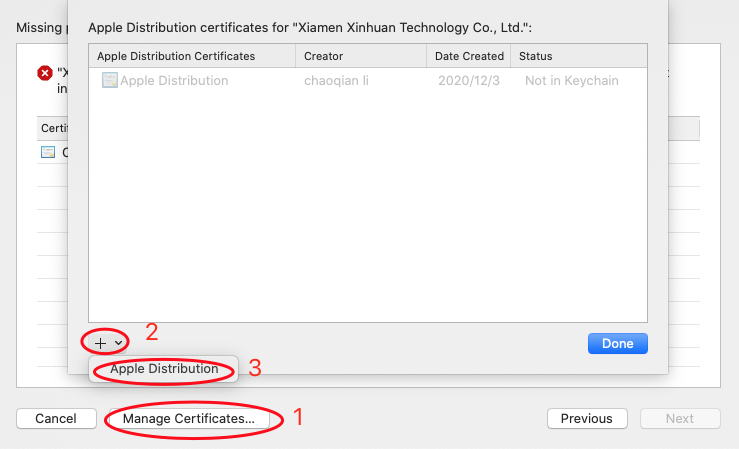 Missing
Apple Distribution certificates for "Xiamen Xinhuan Technology Co., Ltd.":
Apple Distribution Certificates Creator Date Created Status
Apple Distribution chaoqian li 2020/12/3 Not in Keychain
"X
in
Certif
C
2
Done
Apple Distribution 3
Cancel Manage Certificates... 1 Previous Next